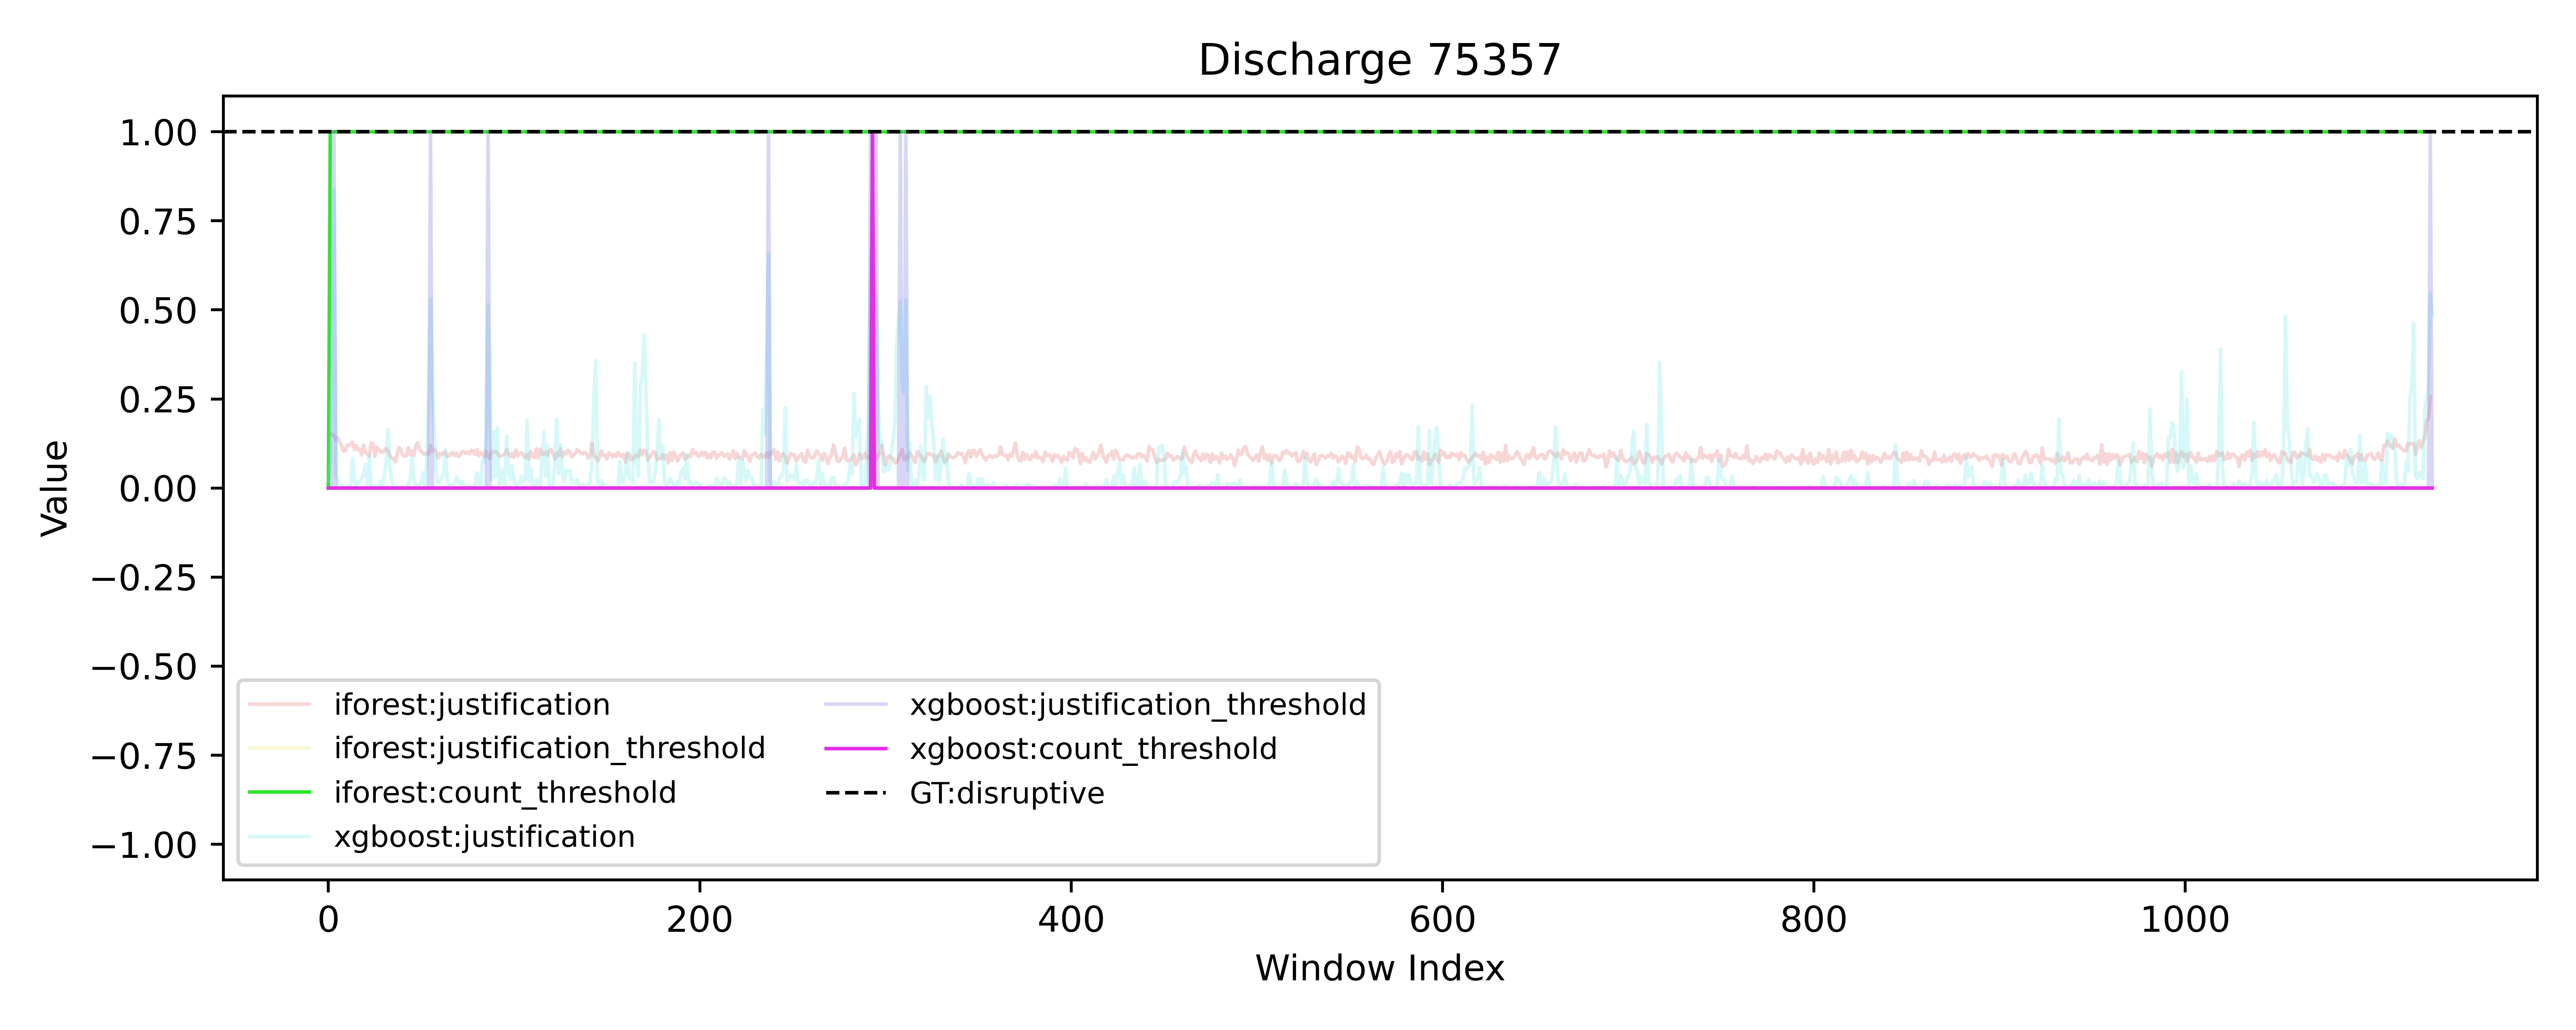 Discharge 75357
1.00
0.75
0.50
0.25
0.00
−0.25
−0.50
−0.75
−1.00
Value
iforest:justification
iforest:justification_threshold
iforest:count_threshold
xgboost:justification
xgboost:justification_threshold
xgboost:count_threshold
GT:disruptive
0 200 400 600 800 1000
Window Index